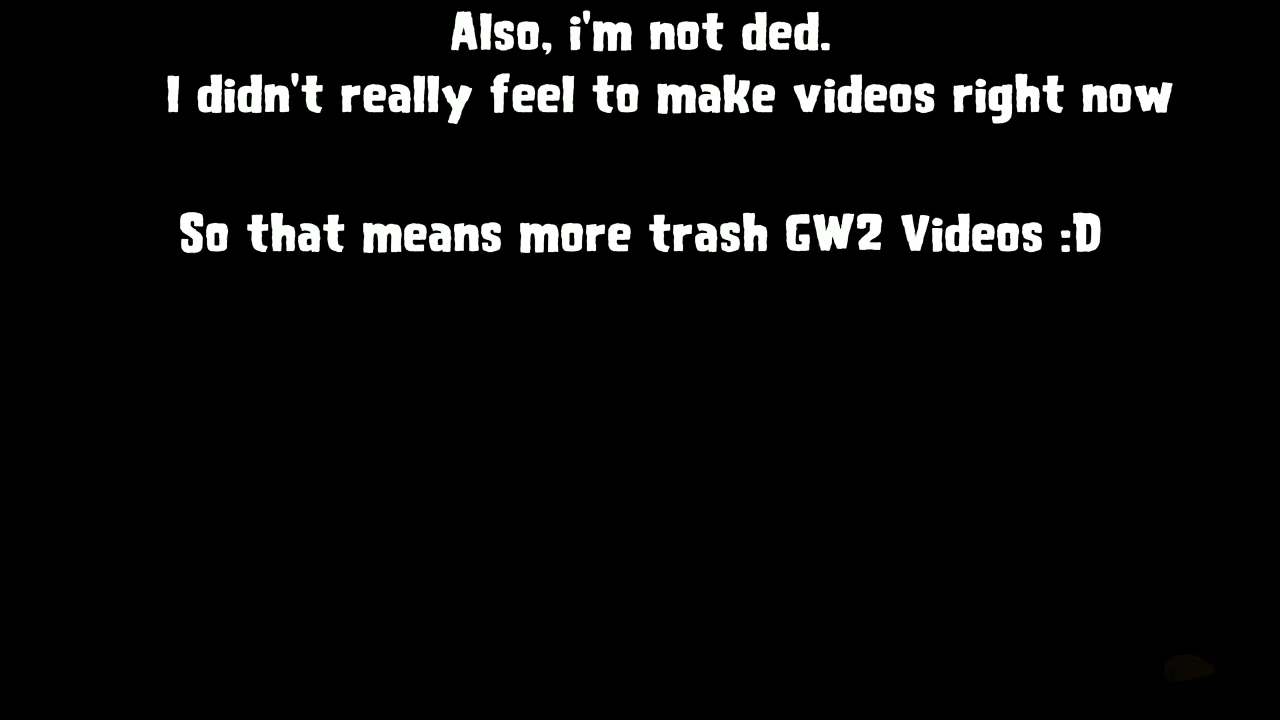 Also, i'm not ded.
I didn't really feel to make videos right now
So that means more trash GW2 Videos :D